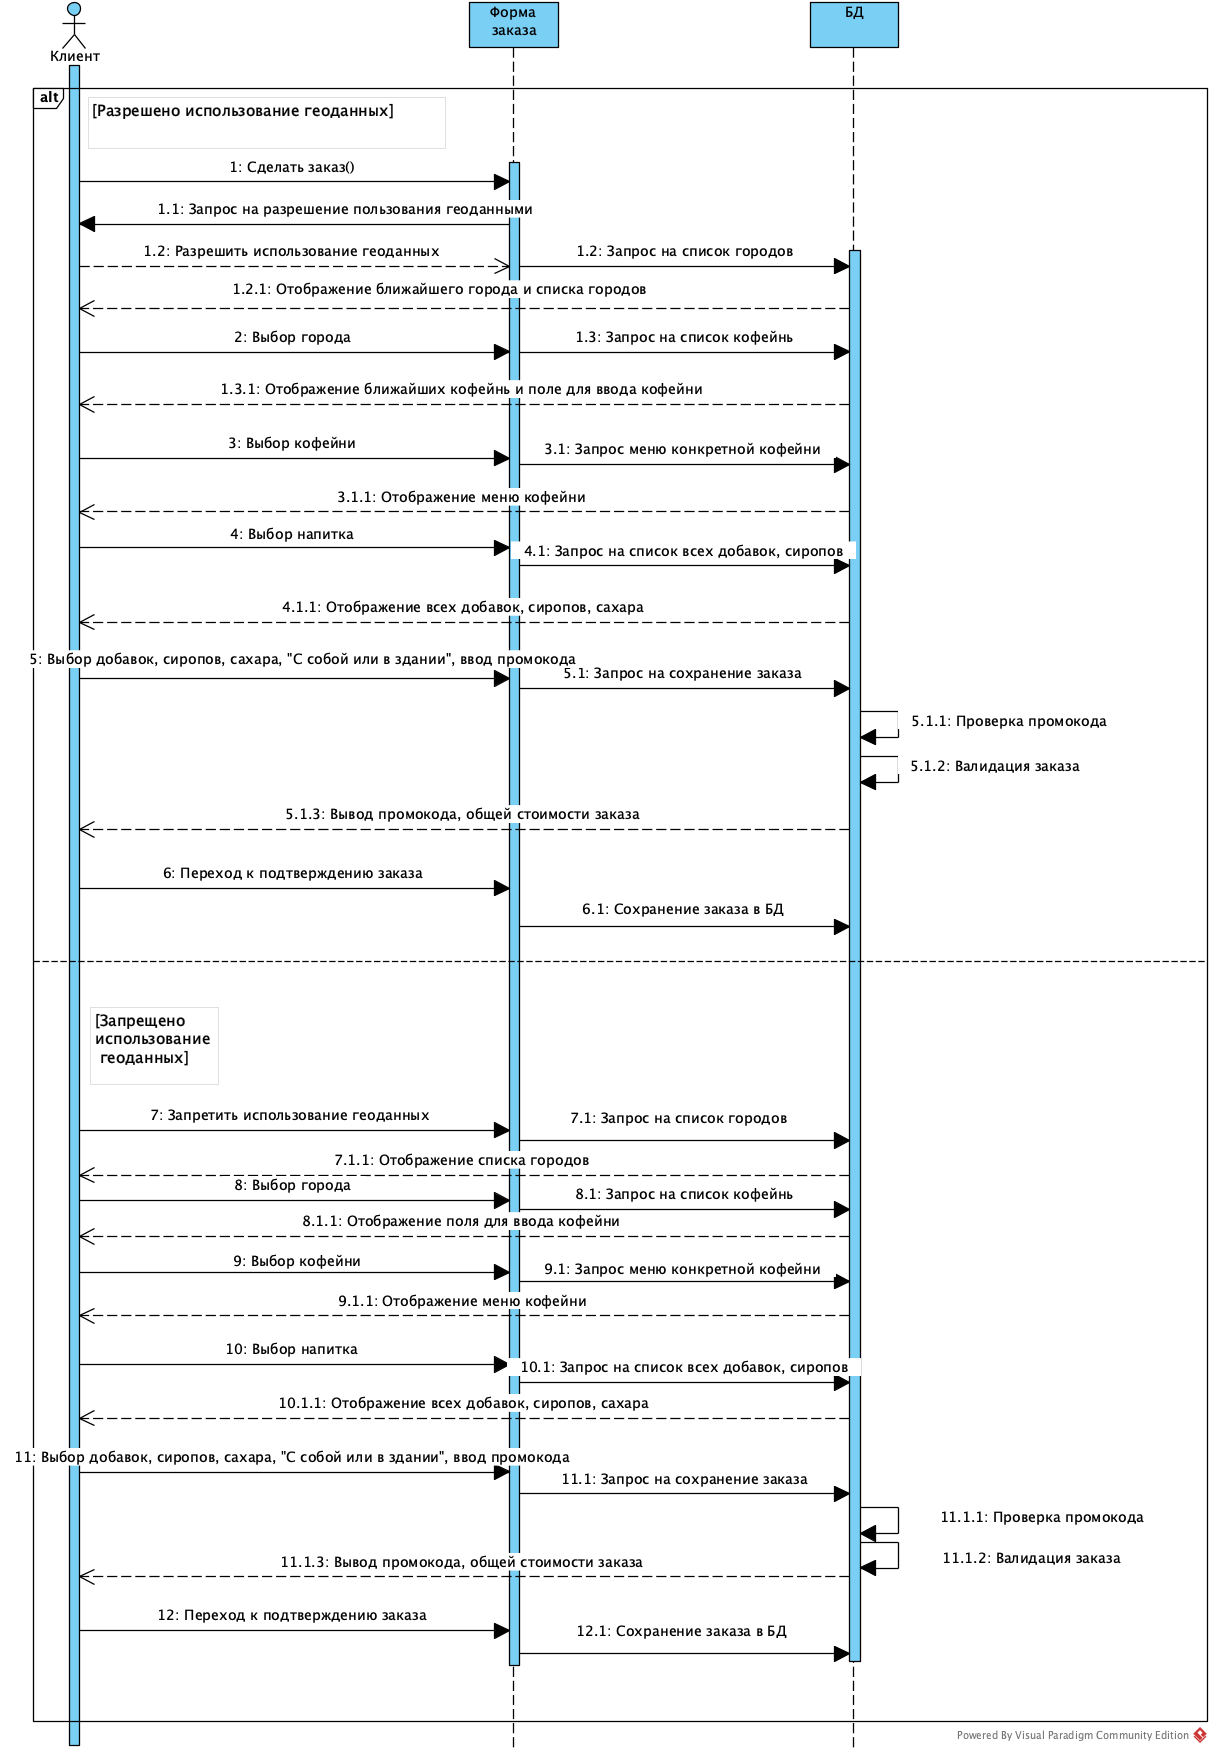 Форма
заказа
БД
Клиент
alt
[Разрешено использование геоданных]
1: Сделать заказ()
1.1: Запрос на разрешение пользования геоданными
1.2: Разрешить использование геоданных
1.2: Запрос на список городов
1.2.1: Отображение ближайшего города и списка городов
2: Выбор города
1.3: Запрос на список кофейнь
1.3.1: Отображение ближайших кофейнь и поле для ввода кофейни
3: Выбор кофейни
3.1: Запрос меню конкретной кофейни
3.1.1: Отображение меню кофейни
4: Выбор напитка
4.1: Запрос на список всех добавок, сиропов
4.1.1: Отображение всех добавок, сиропов, сахара
5: Выбор добавок, сиропов, сахара, "С собой или в здании", ввод промокода
5.1: Запрос на сохранение заказа
5.1.1: Проверка промокода
5.1.2: Валидация заказа
5.1.3: Вывод промокода, общей стоимости заказа
6: Переход к подтверждению заказа
6.1: Сохранение заказа в БД
[Запрещено
использование
геоданных]
7: Запретить использование геоданных
7.1: Запрос на список городов
7.1.1: Отображение списка городов
8: Выбор города
8.1: Запрос на список кофейнь
8.1.1: Отображение поля для ввода кофейни
9: Выбор кофейни
9.1: Запрос меню конкретной кофейни
9.1.1: Отображение меню кофейни
10: Выбор напитка
10.1: Запрос на список всех добавок, сиропов
10.1.1: Отображение всех добавок, сиропов, сахара
11: Выбор добавок, сиропов, сахара, "С собой или в здании", ввод промокода
11.1: Запрос на сохранение заказа
11.1.1: Проверка промокода
11.1.2: Валидация заказа
11.1.3: Вывод промокода, общей стоимости заказа
12: Переход к подтверждению заказа
12.1: Сохранение заказа в БД
Powered By Visual Paradigm Community Edition